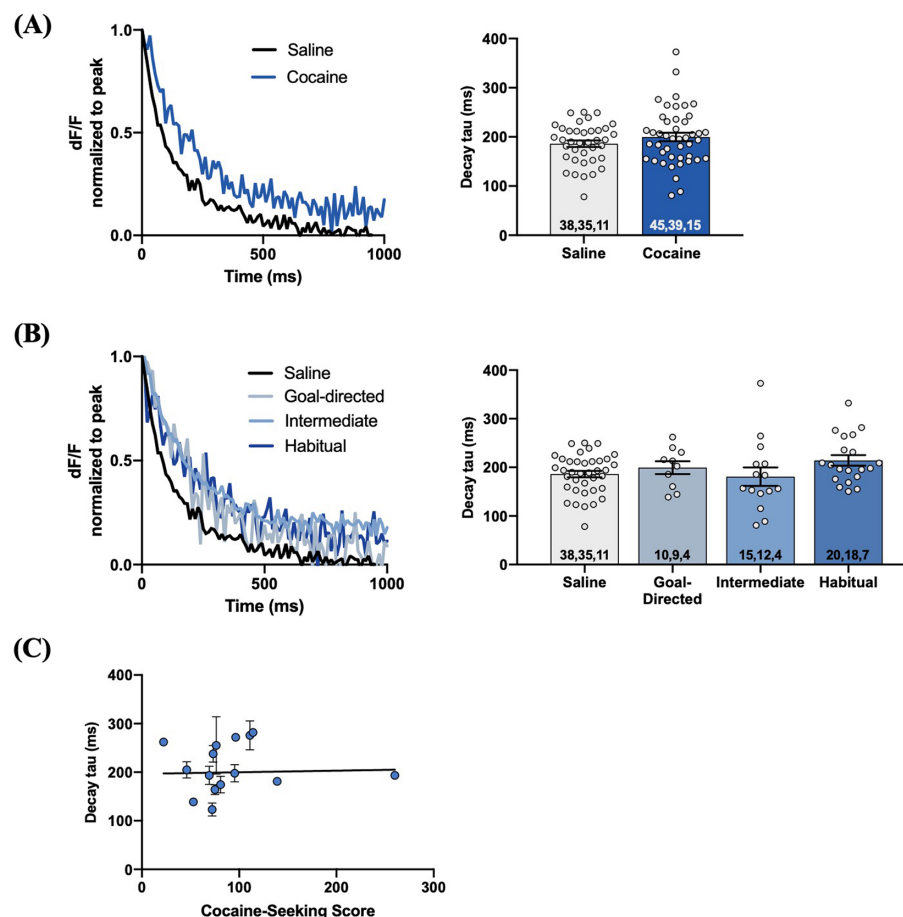 (A)
1.0
0.5
0.0
dF/F
normalized to peak
Saline
Cocaine
0
500
1000
Time (ms)
400
300
200
100
0
Decay tau (ms)
38,35,11
45,39,15
Saline
Cocaine
(B)
1.0
0.5
0.0
dF/F
normalized to peak
Saline
Goal-directed
Intermediate
Habitual
0
500
1000
Time (ms)
400
300
200
100
0
Decay tau (ms)
38,35,11
10,9,4
15,12,4
20,18,7
Saline
Goal-
Directed
Intermediate
Habitual
(C)
400
300
200
100
0
Decay tau (ms)
0
100
200
300
Cocaine-Seeking Score